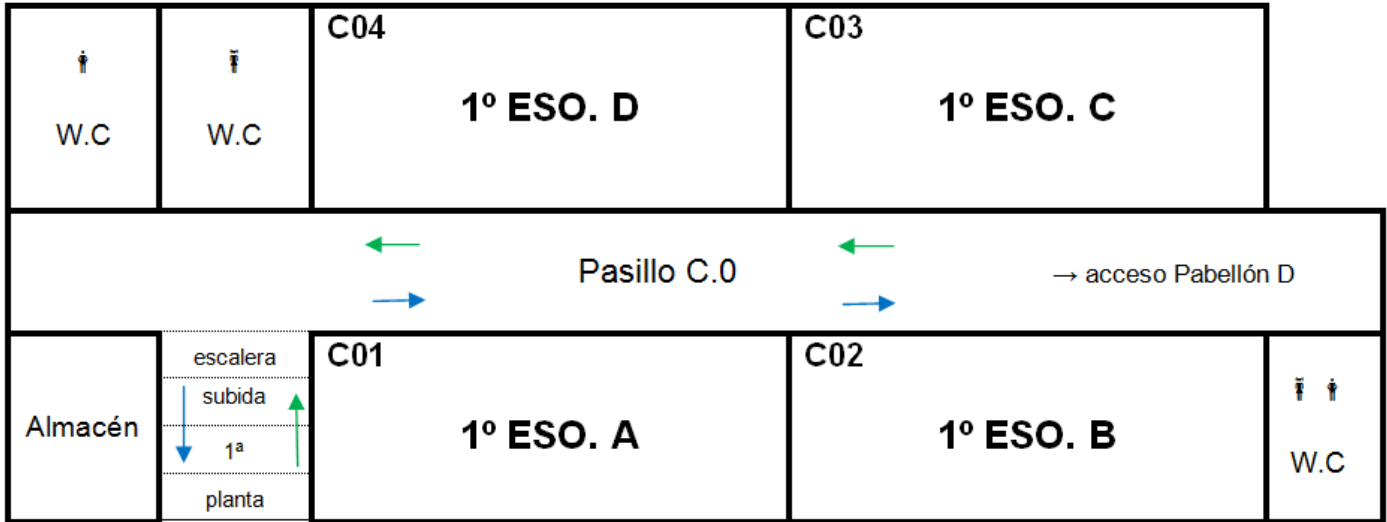 C04
C03
1º ESO. D
1º ESO. C
W.C
W.C
Pasillo C.0
→ acceso Pabellón D
escalera
subida
1ª
planta
Almacén
C01
C02
1º ESO. A
1º ESO. B
W.C